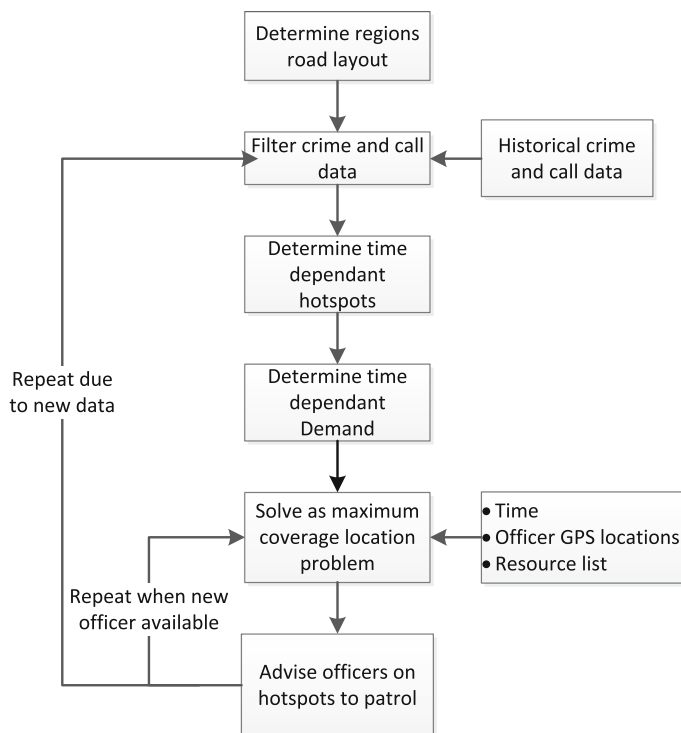 Determine regions
road layout
Filter crime and call
data
Historical crime
and call data
Determine time
dependant
hotspots
Determine time
dependant
Demand
Repeat due
to new data
Solve as maximum
coverage location
problem
• Time
• Officer GPS locations
• Resource list
Repeat when new
officer available
Advise officers on
hotspots to patrol